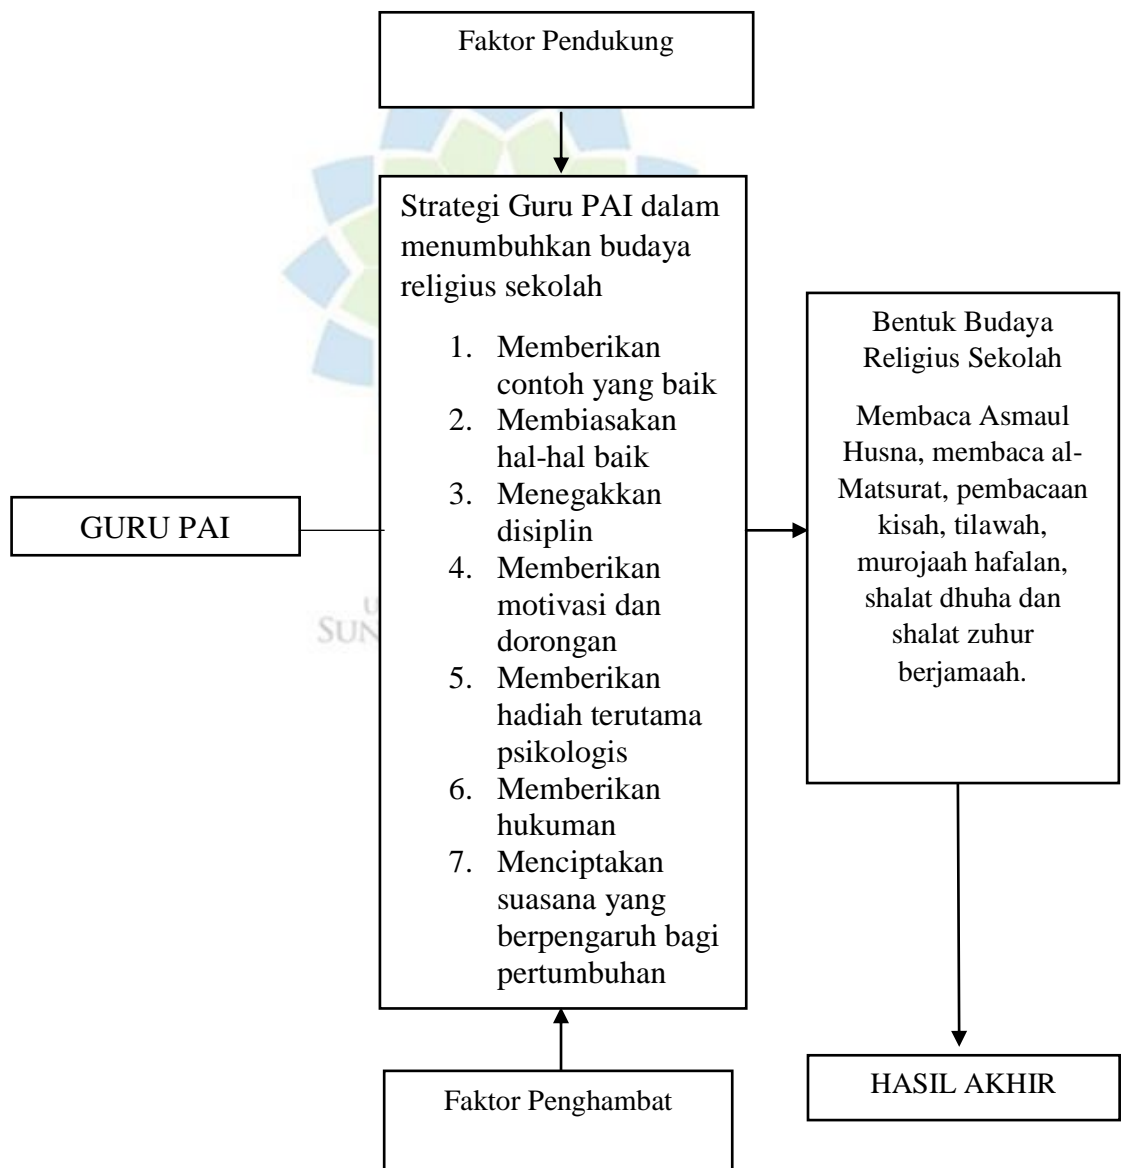 Faktor Pendukung
Strategi Guru PAI dalam
menumbuhkan budaya
religius sekolah
1. Memberikan
contoh yang baik
2. Membiasakan
hal-hal baik
3. Menegakkan
disiplin
4. Memberikan
motivasi dan
dorongan
5. Memberikan
hadiah terutama
psikologis
6. Memberikan
hukuman
7. Menciptakan
suasana yang
berpengaruh bagi
pertumbuhan
GURU PAI
Bentuk Budaya
Religius Sekolah
Membaca Asmaul
Husna, membaca al-
Matsurat, pembacaan
kisah, tilawah,
murojaah hafalan,
shalat dhuha dan
shalat zuhur
berjamaah.
Faktor Penghambat
HASIL AKHIR